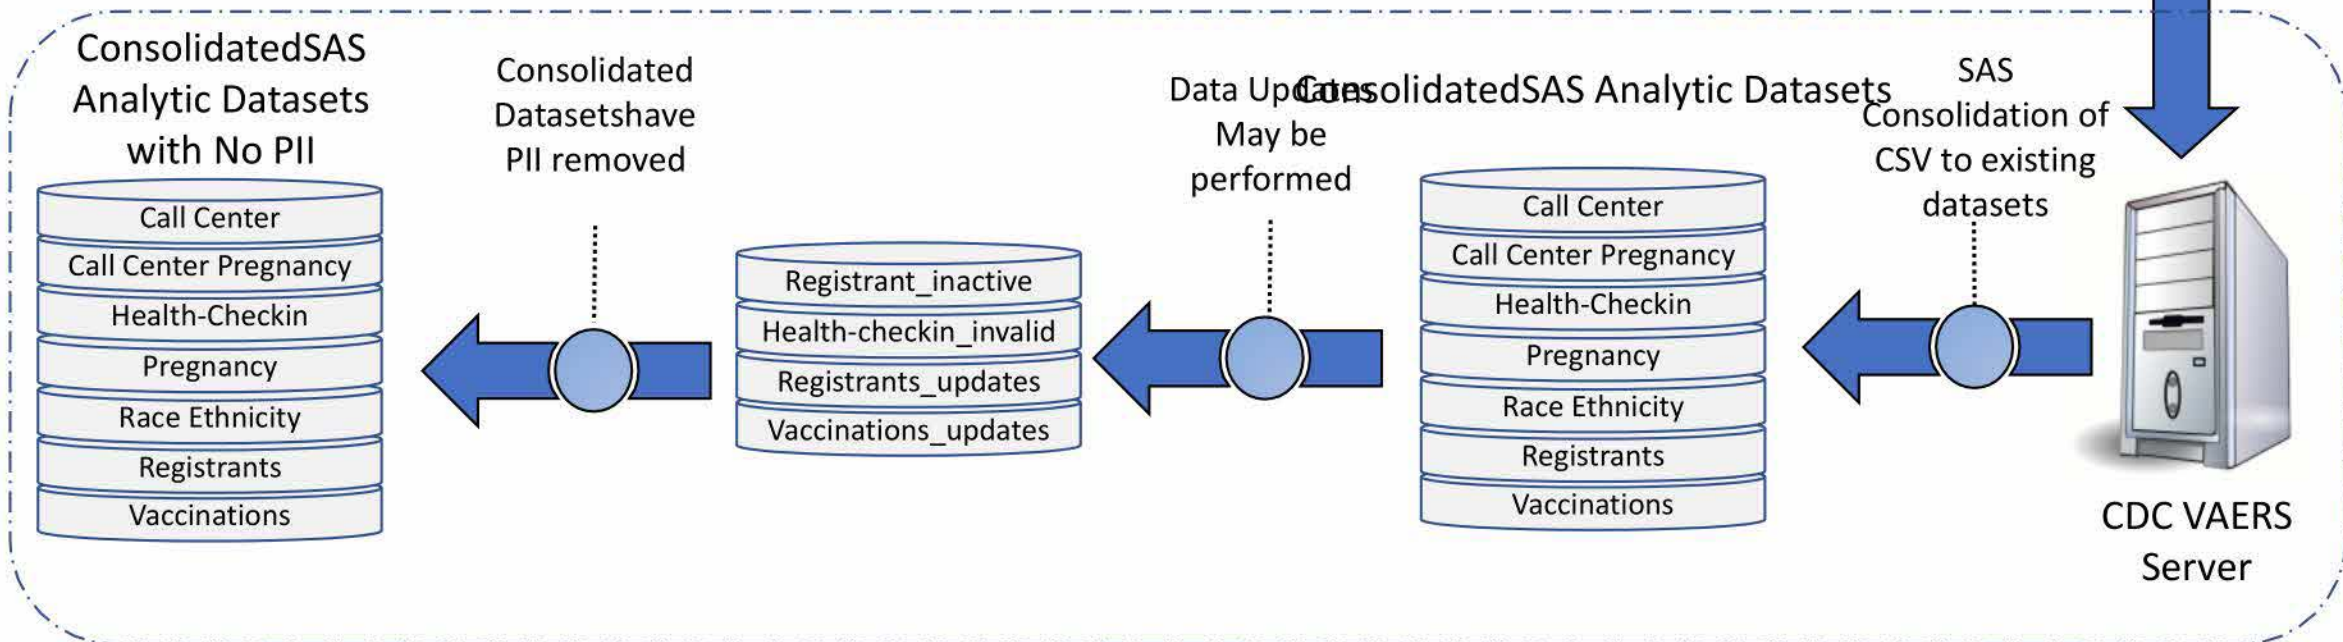 ConsolidatedSAS
Analytic Datasets
with No PII
Call Center
Call Center Pregnancy
Health-Checkin
Pregnancy
Race Ethnicity
Registrants
Vaccinations
Consolidated
Datasetshave
PII removed
Registrant_inactive
Health-checkin_invalid
Registrants_updates
Vaccinations_updates
Data Updates
May be
performed
ConsolidatedSAS Analytic Datasets
Call Center
Call Center Pregnancy
Health-Checkin
Pregnancy
Race Ethnicity
Registrants
Vaccinations
SAS
Consolidation of
CSV to existing
datasets
CDC VAERS
Server